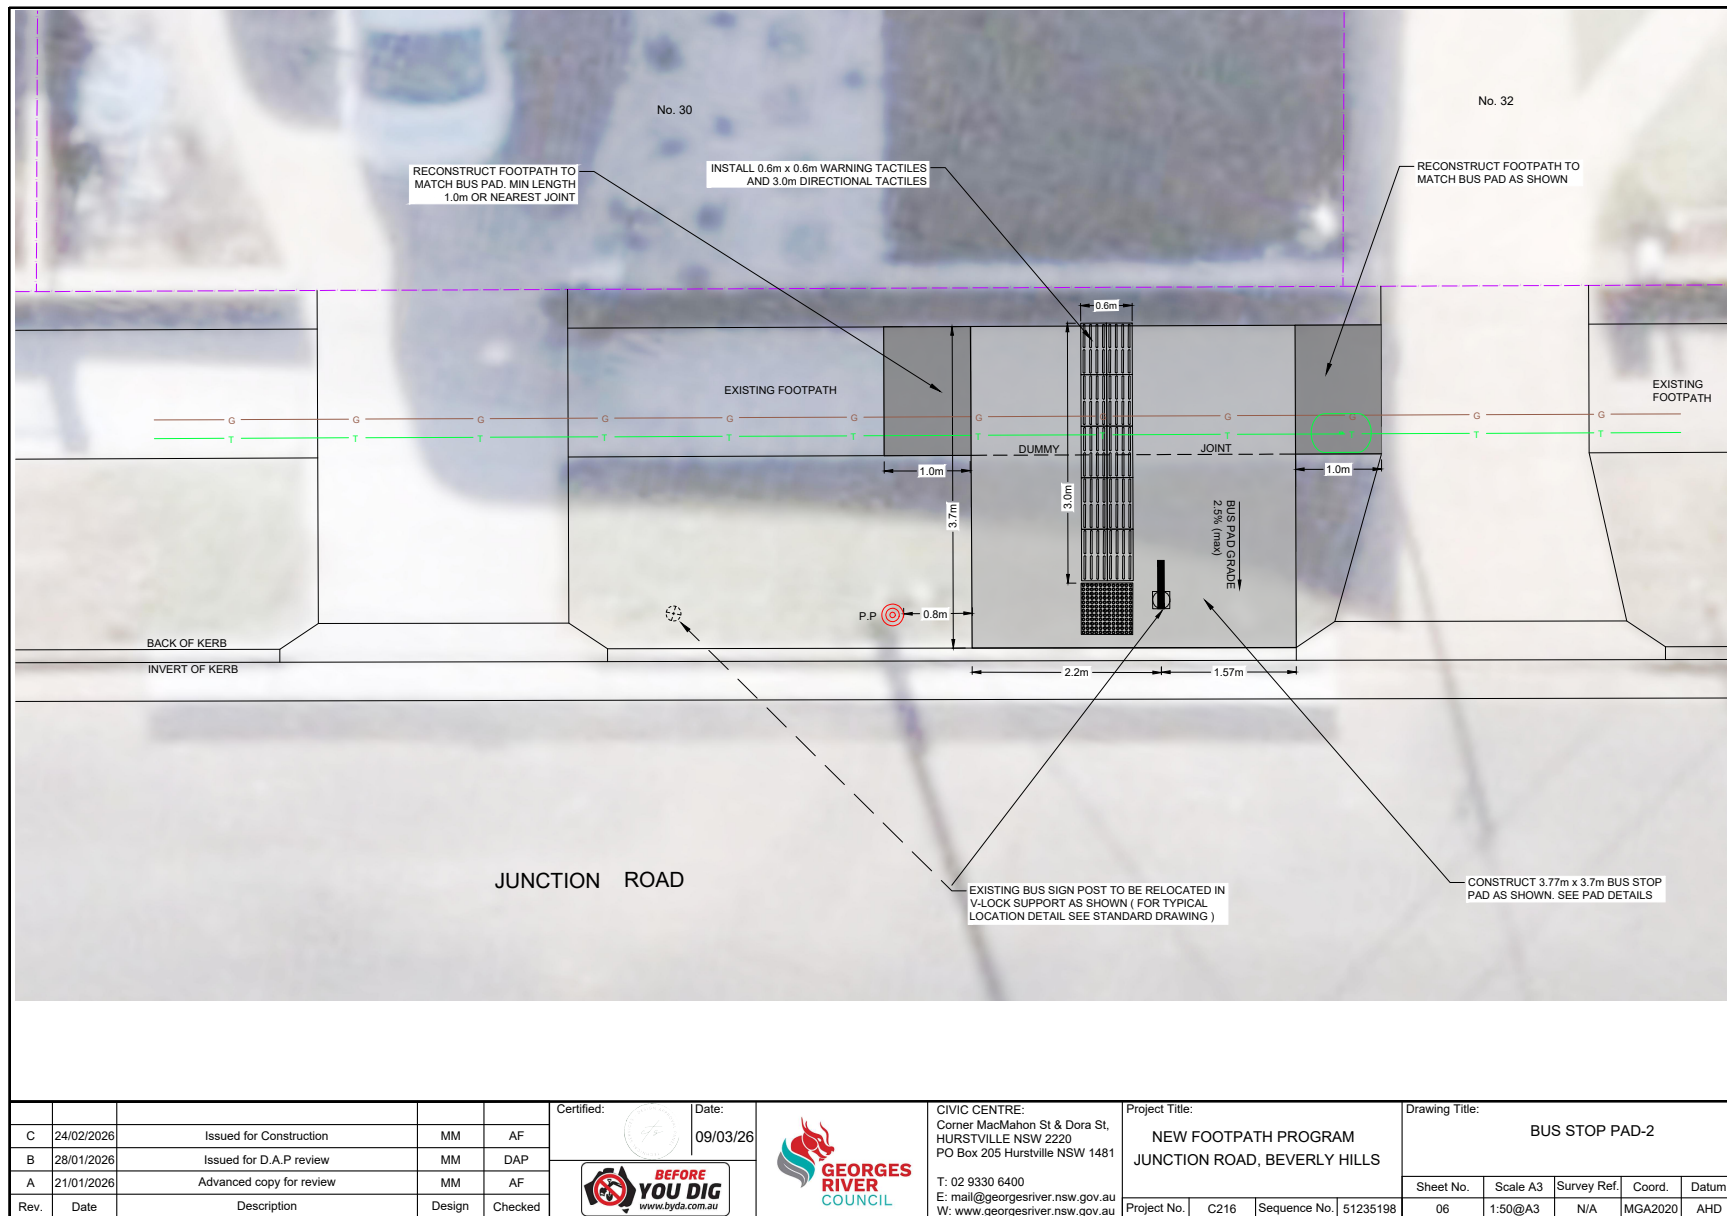 No. 30
No. 32
RECONSTRUCT FOOTPATH TO
MATCH BUS PAD. MIN LENGTH
1.0m OR NEAREST JOINT
INSTALL 0.6m x 0.6m WARNING TACTILES
AND 3.0m DIRECTIONAL TACTILES
RECONSTRUCT FOOTPATH TO
MATCH BUS PAD AS SHOWN
0.6m
EXISTING FOOTPATH
EXISTING
FOOTPATH
G G G G G G G G G G G
T T T T T T T T T T T
DUMMY JOINT
1.0m
1.0m
3.7m
3.0m
BUS PAD GRADE
2.5% (max)
P.P
0.8m
BACK OF KERB
INVERT OF KERB
2.2m
1.57m
JUNCTION ROAD
EXISTING BUS SIGN POST TO BE RELOCATED IN
V-LOCK SUPPORT AS SHOWN ( FOR TYPICAL
LOCATION DETAIL SEE STANDARD DRAWING )
CONSTRUCT 3.77m x 3.7m BUS STOP
PAD AS SHOWN. SEE PAD DETAILS
C 24/02/2026 Issued for Construction MM AF
B 28/01/2026 Issued for D.A.P review MM DAP
A 21/01/2026 Advanced copy for review MM AF
Rev. Date Description Design Checked
Certified:
Date:
09/03/26
BEFORE
YOU DIG
www.byda.com.au
GEORGES
RIVER
COUNCIL
CIVIC CENTRE:
Corner MacMahon St & Dora St,
HURSTVILLE NSW 2220
PO Box 205 Hurstville NSW 1481
T: 02 9330 6400
E: mail@georgesriver.nsw.gov.au
W: www.georgesriver.nsw.gov.au
Project Title:
NEW FOOTPATH PROGRAM
JUNCTION ROAD, BEVERLY HILLS
Project No. C216 Sequence No. 51235198
Drawing Title:
BUS STOP PAD-2
Sheet No. Scale A3 Survey Ref. Coord. Datum
06 1:50@A3 N/A MGA2020 AHD